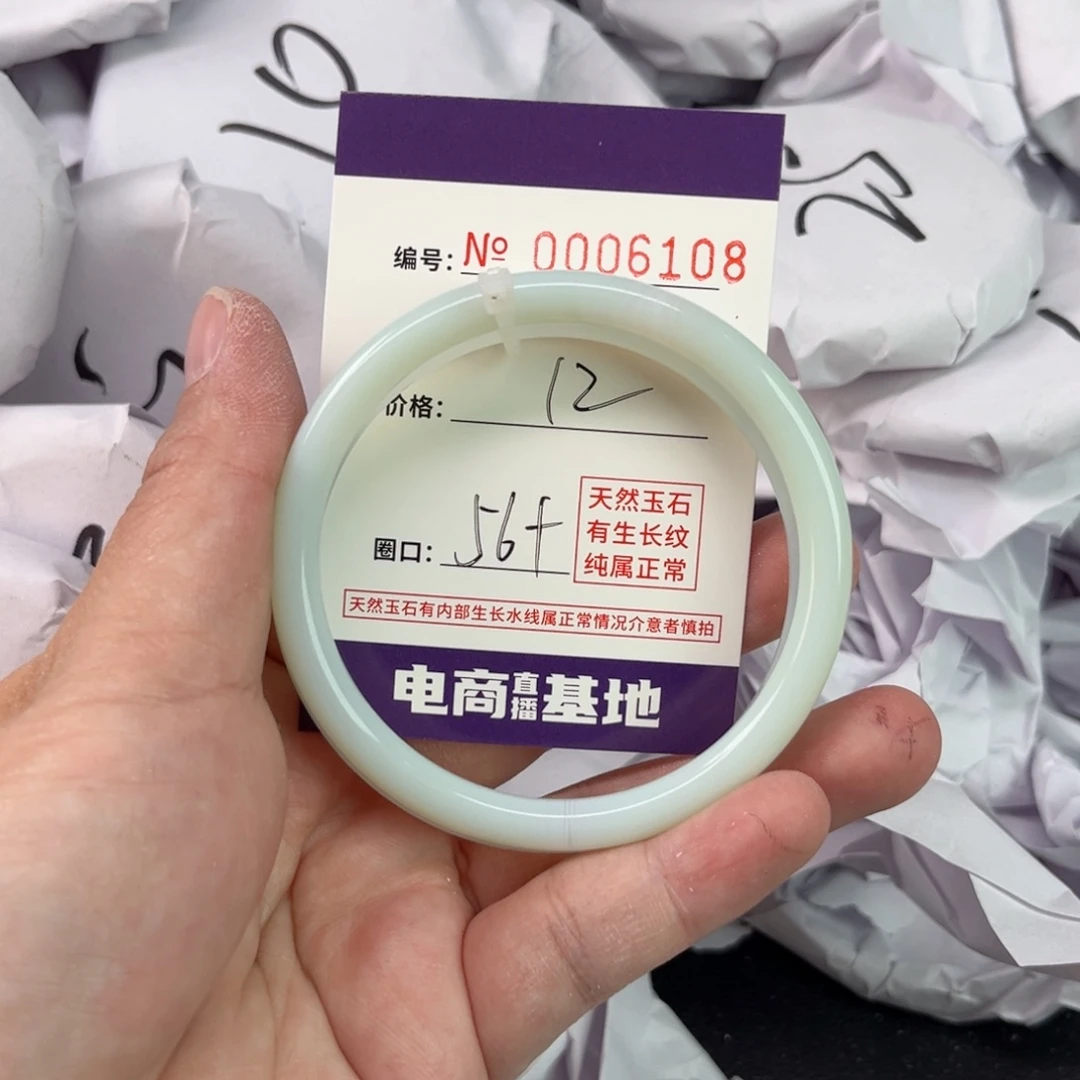 10
编号: № 0006108
价格: 12
圈口: 56+
天然玉石
有生长纹
纯属正常
天然玉石有内部生长水线属正常情况介意者慎拍
电商直播基地